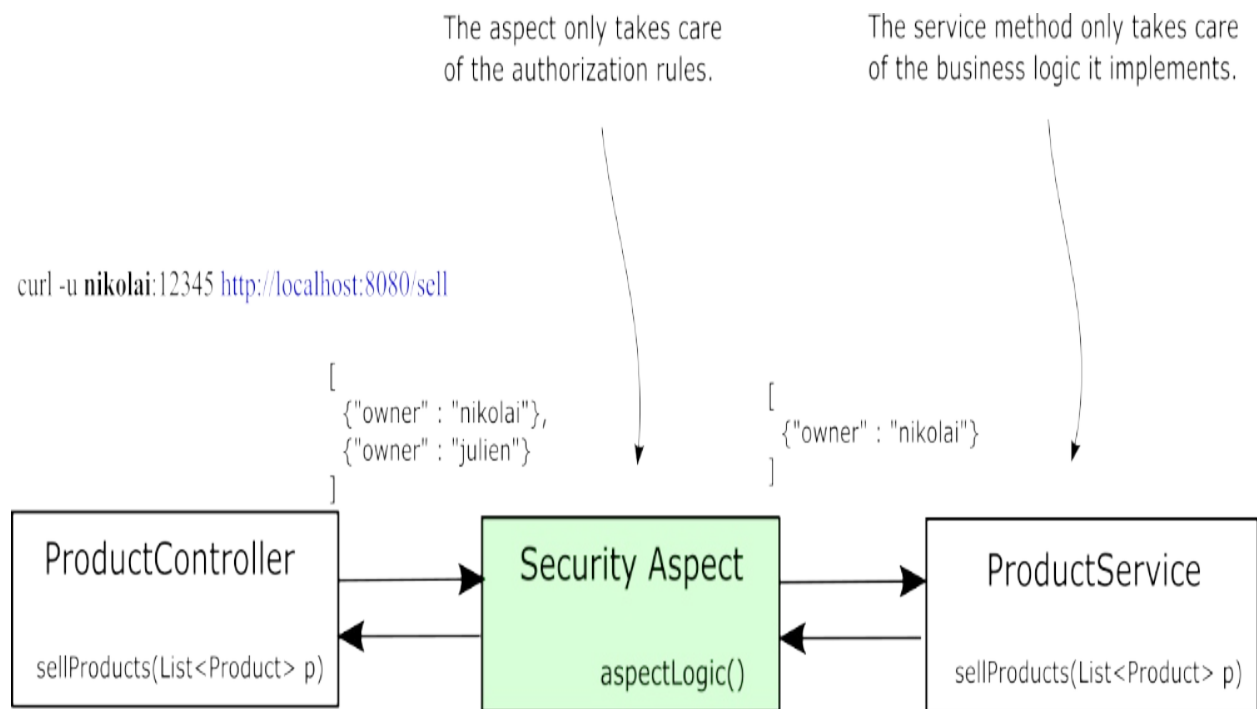 The aspect only takes care
of the authorization rules.
The service method only takes care
of the business logic it implements.
curl -u nikolai:12345 http://localhost:8080/sell
[
{"owner" : "nikolai"},
{"owner" : "julien"}
]
[
{"owner" : "nikolai"}
]
ProductController
sellProducts(List<Product> p)
Security Aspect
aspectLogic()
ProductService
sellProducts(List<Product> p)